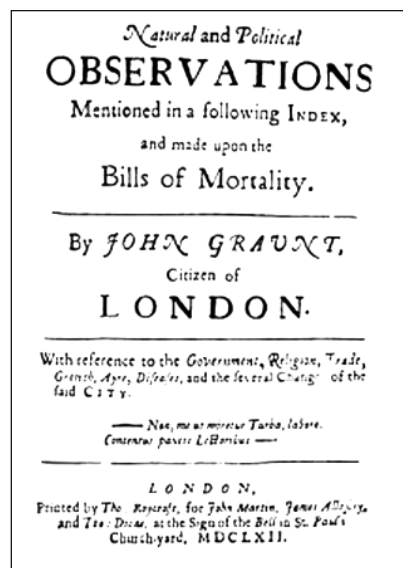 Natural and Political
OBSERVATIONS
Mentioned in a following INDEX,
and made upon the
Bills of Mortality.
By JOHN GRAUNT,
Citizen of
LONDON.
With reference to the Government, Religion, Trade,
Growth, Ayre, Diseases, and the several Changes of the
said CITY.
—— Non, me ut miretur Turba, laboro.
Contentus paucis Lectoribus ——
LONDON,
Printed by Tho: Roycroft, for John Martin, James Allestry,
and Tho: Dicas, at the Sign of the Bell in St. Paul's
Church-yard, MDCLXII.